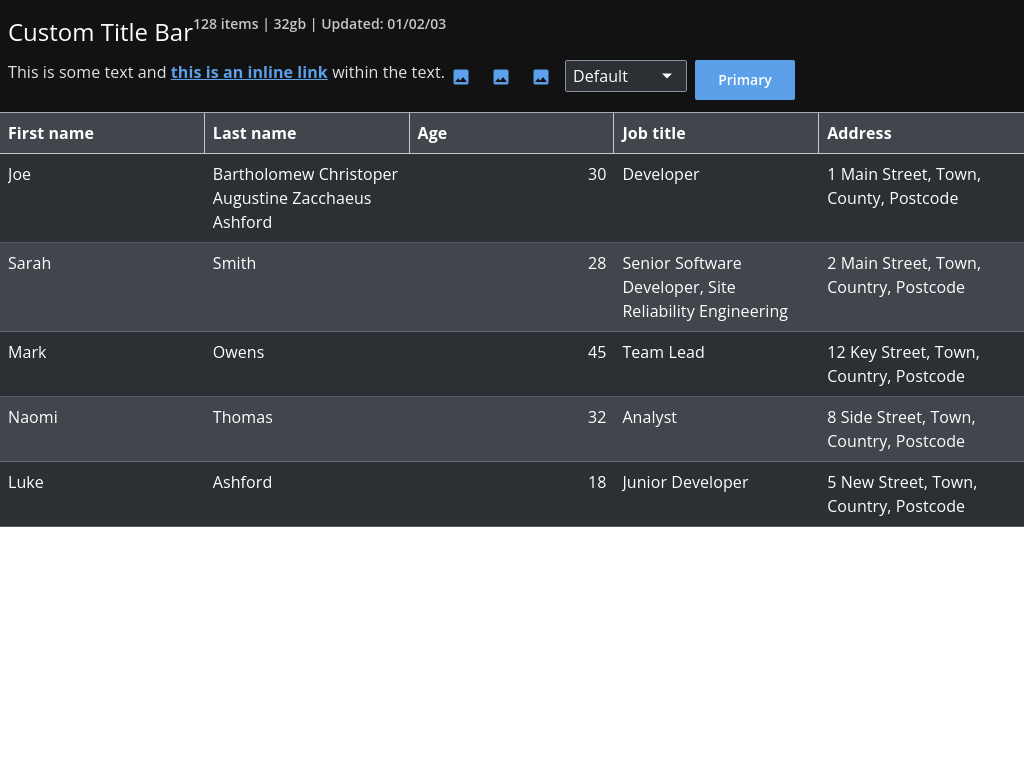 Custom Title Bar
128 items | 32gb | Updated: 01/02/03
This is some text and this is an inline link within the text.
Default
Primary
First name Last name Age Job title Address
Joe
Bartholomew Christoper
Augustine Zacchaeus
Ashford
30
Developer
1 Main Street, Town,
County, Postcode
Sarah
Smith
28
Senior Software
Developer, Site
Reliability Engineering
2 Main Street, Town,
Country, Postcode
Mark
Owens
45
Team Lead
12 Key Street, Town,
Country, Postcode
Naomi
Thomas
32
Analyst
8 Side Street, Town,
Country, Postcode
Luke
Ashford
18
Junior Developer
5 New Street, Town,
Country, Postcode